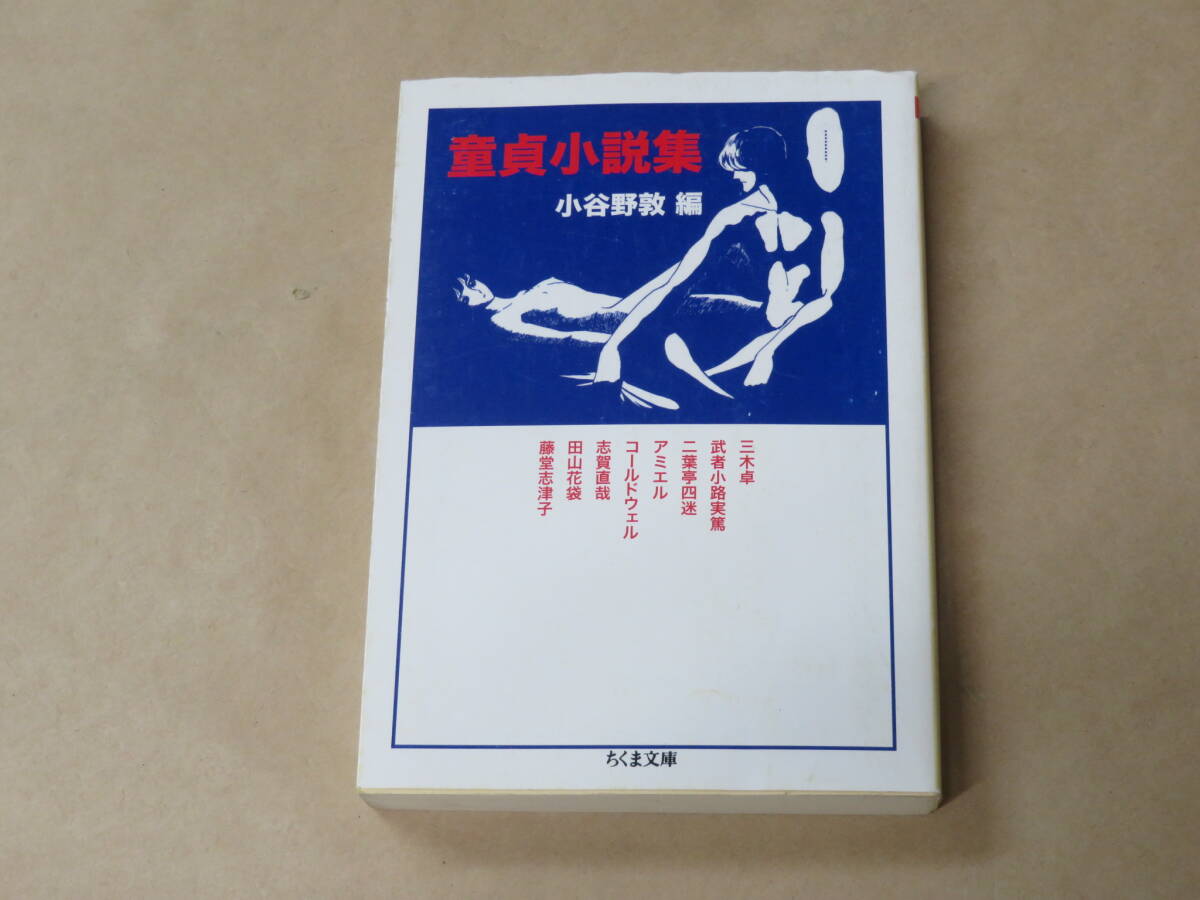 童貞小説集
小谷野敦 編
………
三木卓
武者小路実篤
二葉亭四迷
アミエル
コールドウェル
志賀直哉
田山花袋
藤堂志津子
ちくま文庫